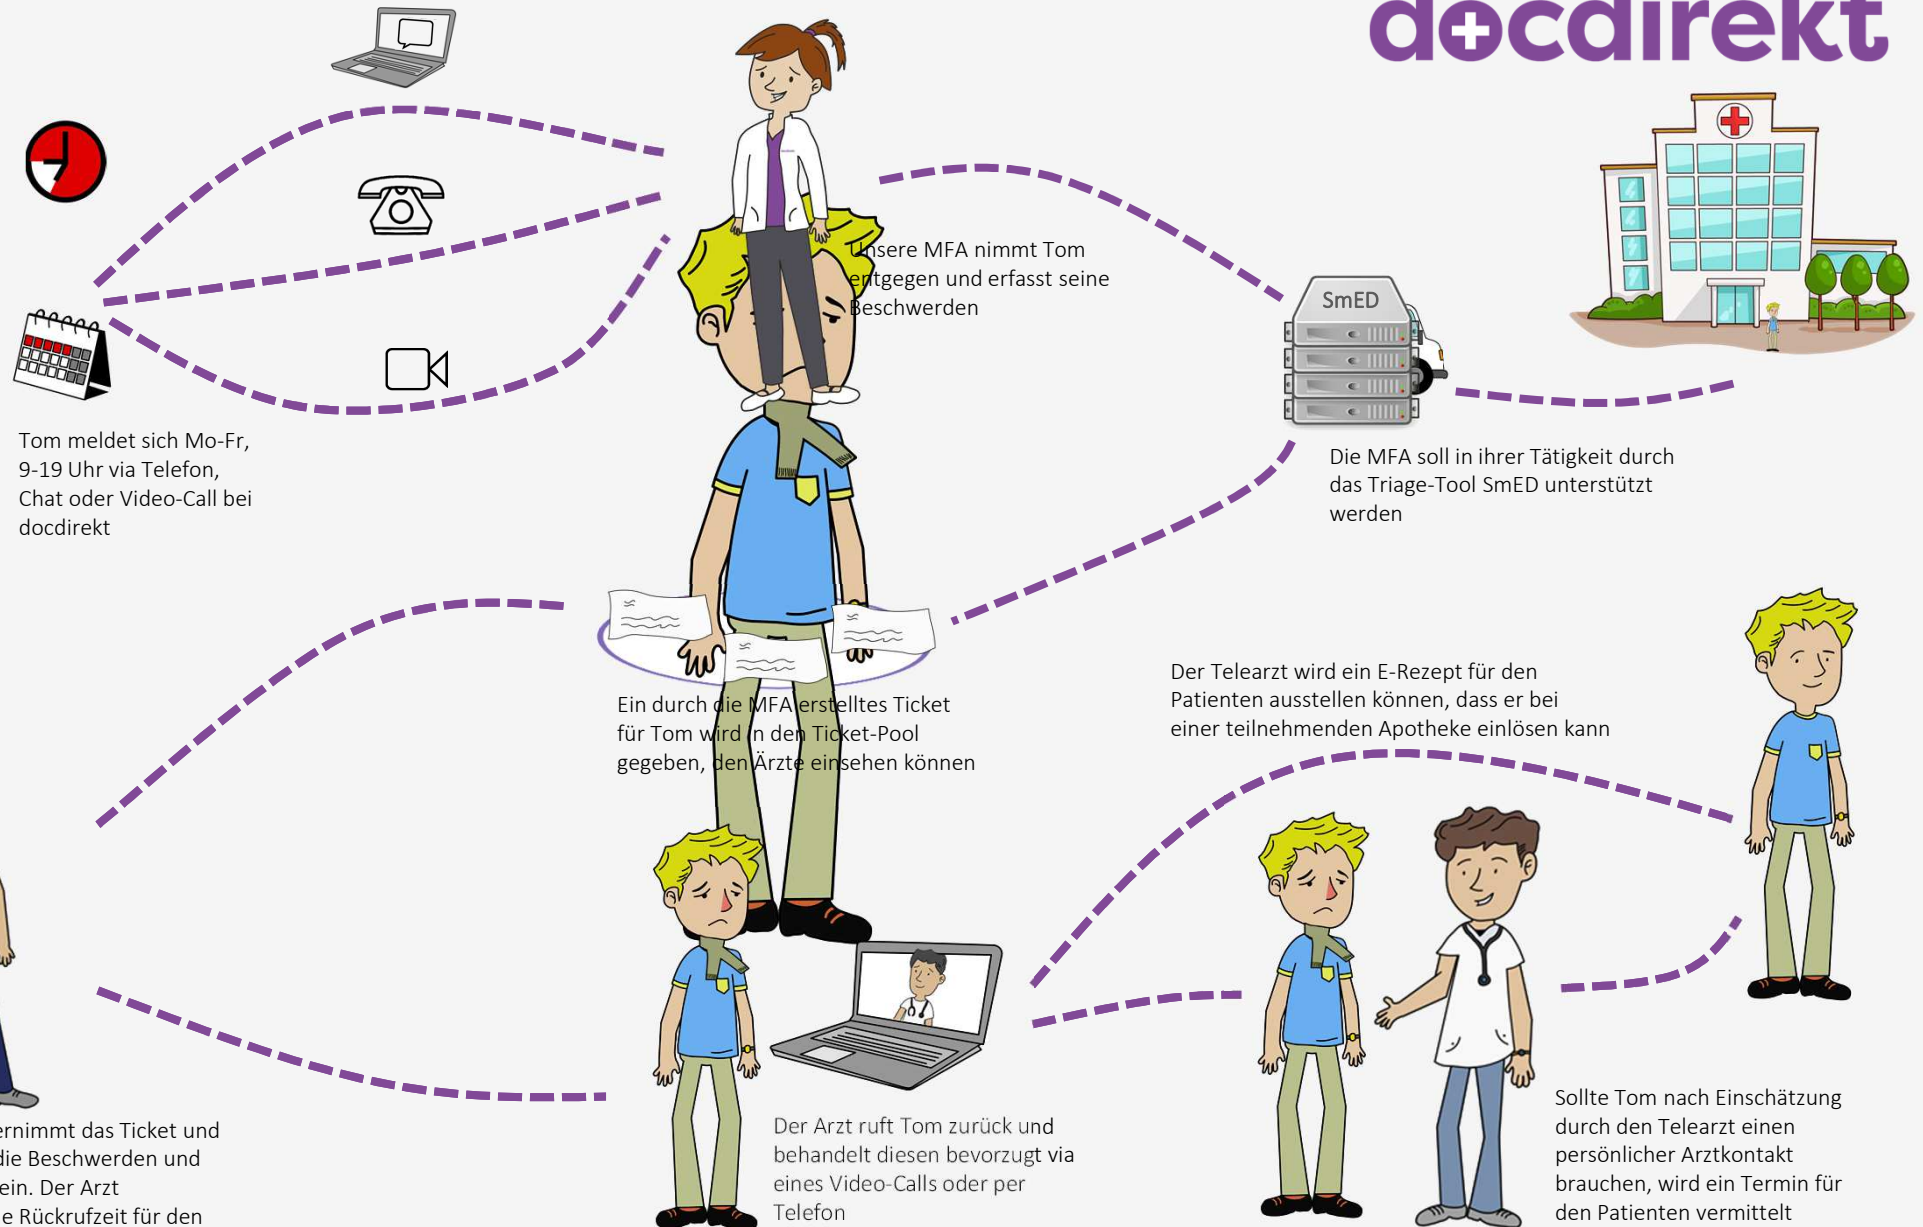 docdirekt
Unsere MFA nimmt Tom
entgegen und erfasst seine
Beschwerden
SmED
Tom meldet sich Mo-Fr,
9-19 Uhr via Telefon,
Chat oder Video-Call bei
docdirekt
Die MFA soll in ihrer Tätigkeit durch
das Triage-Tool SmED unterstützt
werden
Ein durch die MFA erstelltes Ticket
für Tom wird in den Ticket-Pool
gegeben, den Ärzte einsehen können
Der Telearzt wird ein E-Rezept für den
Patienten ausstellen können, dass er bei
einer teilnehmenden Apotheke einlösen kann
ernimmt das Ticket und
die Beschwerden und
ein. Der Arzt
e Rückrufzeit für den
Der Arzt ruft Tom zurück und
behandelt diesen bevorzugt via
eines Video-Calls oder per
Telefon
Sollte Tom nach Einschätzung
durch den Telearzt einen
persönlicher Arztkontakt
brauchen, wird ein Termin für
den Patienten vermittelt